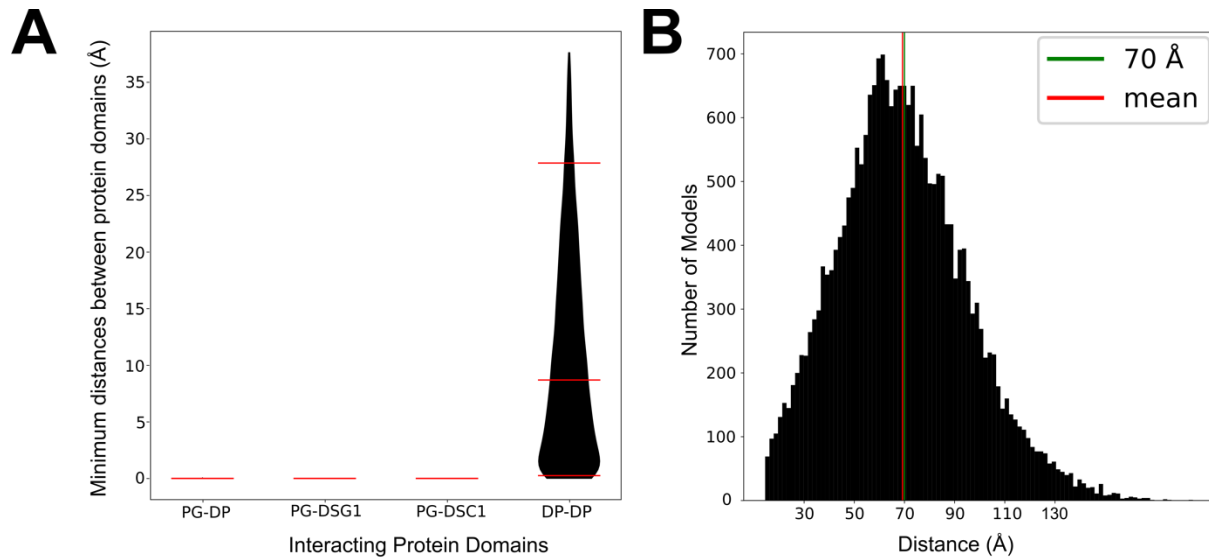 A
Minimum distances between protein domains (Å)
35
30
25
20
15
10
5
0
PG-DP PG-DSG1 PG-DSC1 DP-DP
Interacting Protein Domains
B
70 Å
mean
Number of Models
700
600
500
400
300
200
100
0
30 50 70 90 110 130
Distance (Å)